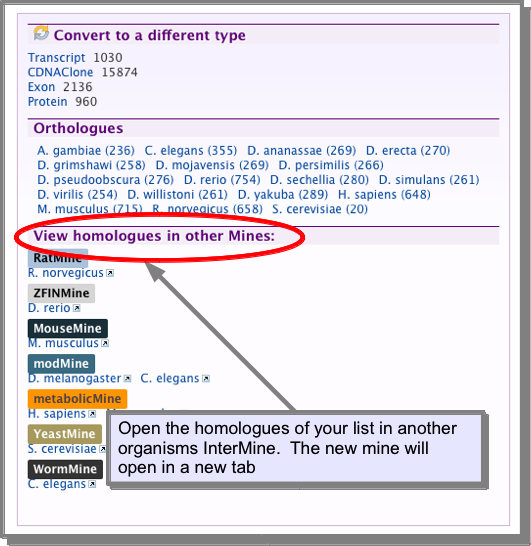 Convert to a different type
Transcript 1030
CDNAClone 15874
Exon 2136
Protein 960
Orthologues
A. gambiae (236) C. elegans (355) D. ananassae (269) D. erecta (270)
D. grimshawi (258) D. mojavensis (269) D. persimilis (266)
D. pseudoobscura (276) D. rerio (754) D. sechellia (280) D. simulans (261)
D. virilis (254) D. willistoni (261) D. yakuba (289) H. sapiens (648)
M. musculus (715) R. norvegicus (658) S. cerevisiae (20)
View homologues in other Mines:
RatMine
R. norvegicus
ZFINMine
D. rerio
MouseMine
M. musculus
modMine
D. melanogaster C. elegans
metabolicMine
H. sapiens
YeastMine
S. cerevisiae
WormMine
C. elegans
Open the homologues of your list in another
organisms InterMine. The new mine will
open in a new tab